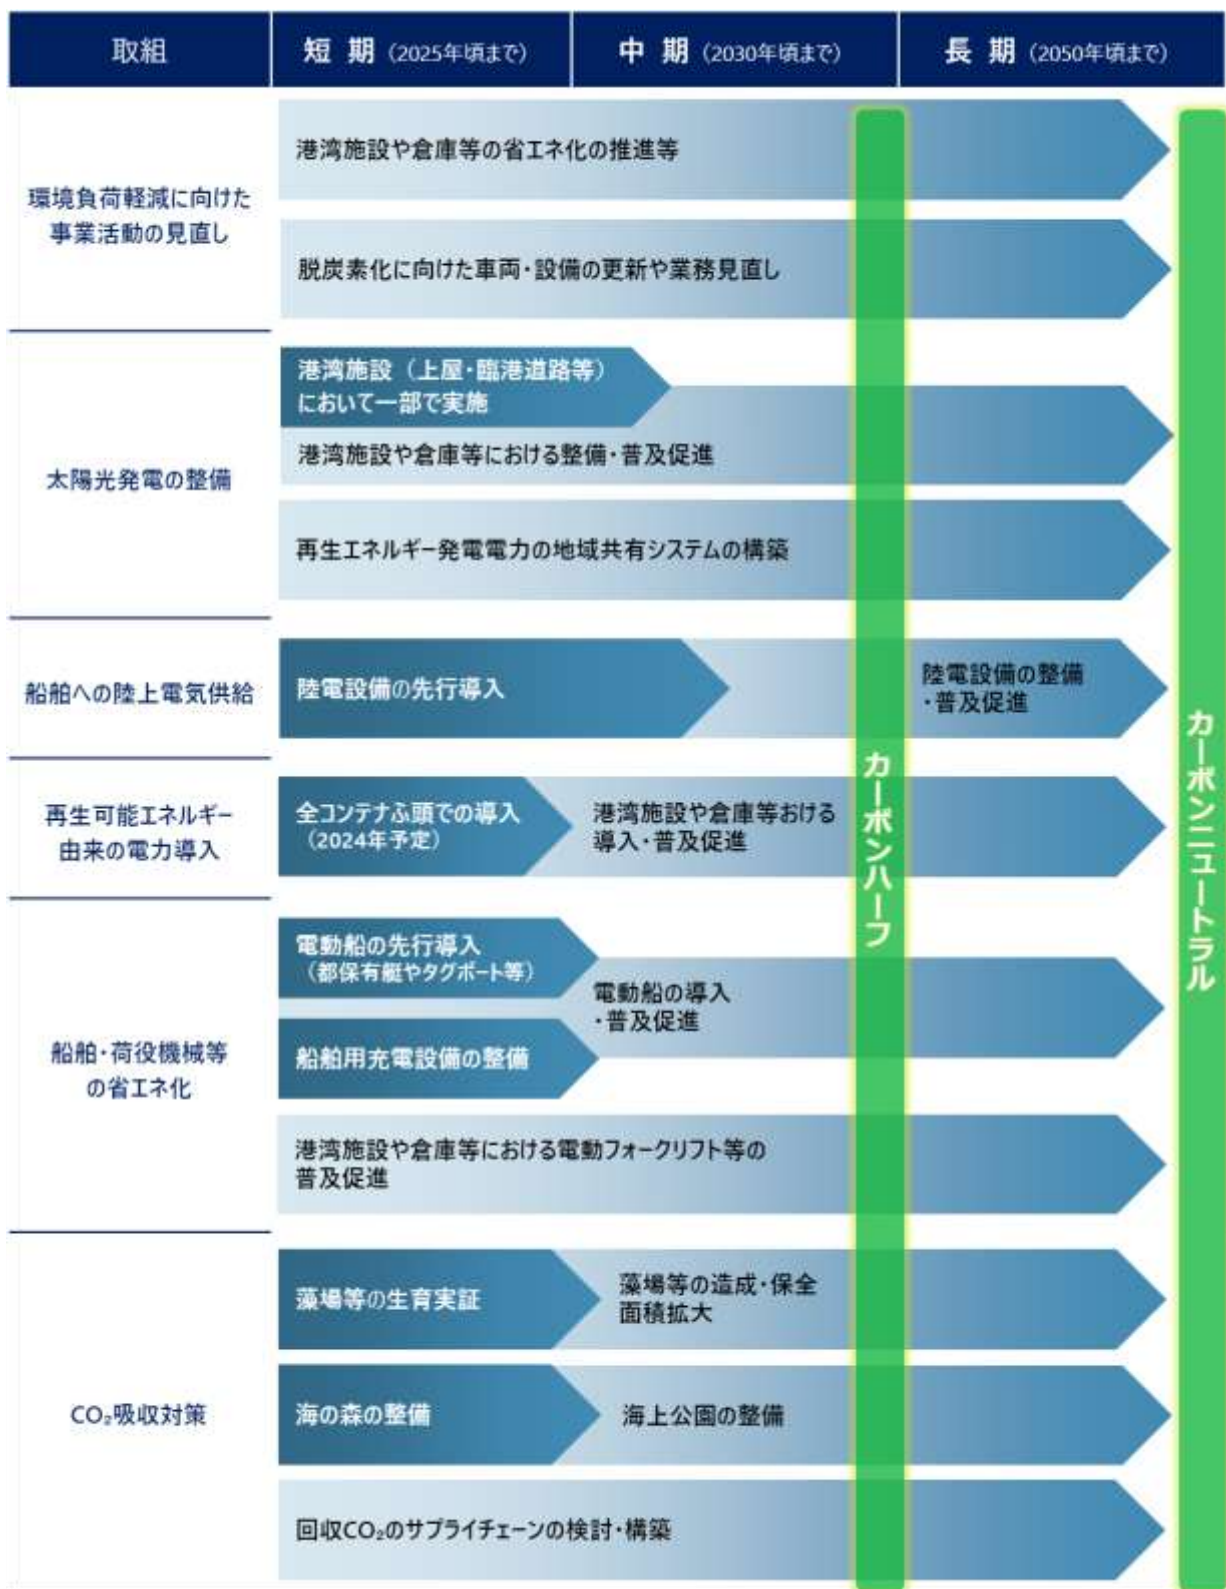 取組
短 期 (2025年頃まで)
中 期 (2030年頃まで)
長 期 (2050年頃まで)
環境負荷軽減に向けた
事業活動の見直し
港湾施設や倉庫等の省エネ化の推進等
脱炭素化に向けた車両・設備の更新や業務見直し
太陽光発電の整備
港湾施設（上屋・臨港道路等）
において一部で実施
港湾施設や倉庫等における整備・普及促進
再生エネルギー発電電力の地域共有システムの構築
船舶への陸上電気供給
陸電設備の先行導入
陸電設備の整備
・普及促進
再生可能エネルギー
由来の電力導入
全コンテナふ頭での導入
（2024年予定）
港湾施設や倉庫等おける
導入・普及促進
船舶・荷役機械等
の省エネ化
電動船の先行導入
（都保有艇やタグボート等）
船舶用充電設備の整備
電動船の導入
・普及促進
港湾施設や倉庫等における電動フォークリフト等の
普及促進
CO₂吸収対策
藻場等の生育実証
藻場等の造成・保全
面積拡大
海の森の整備
海上公園の整備
回収CO₂のサプライチェーンの検討・構築
カーボンハーフ
カーボンニュートラル